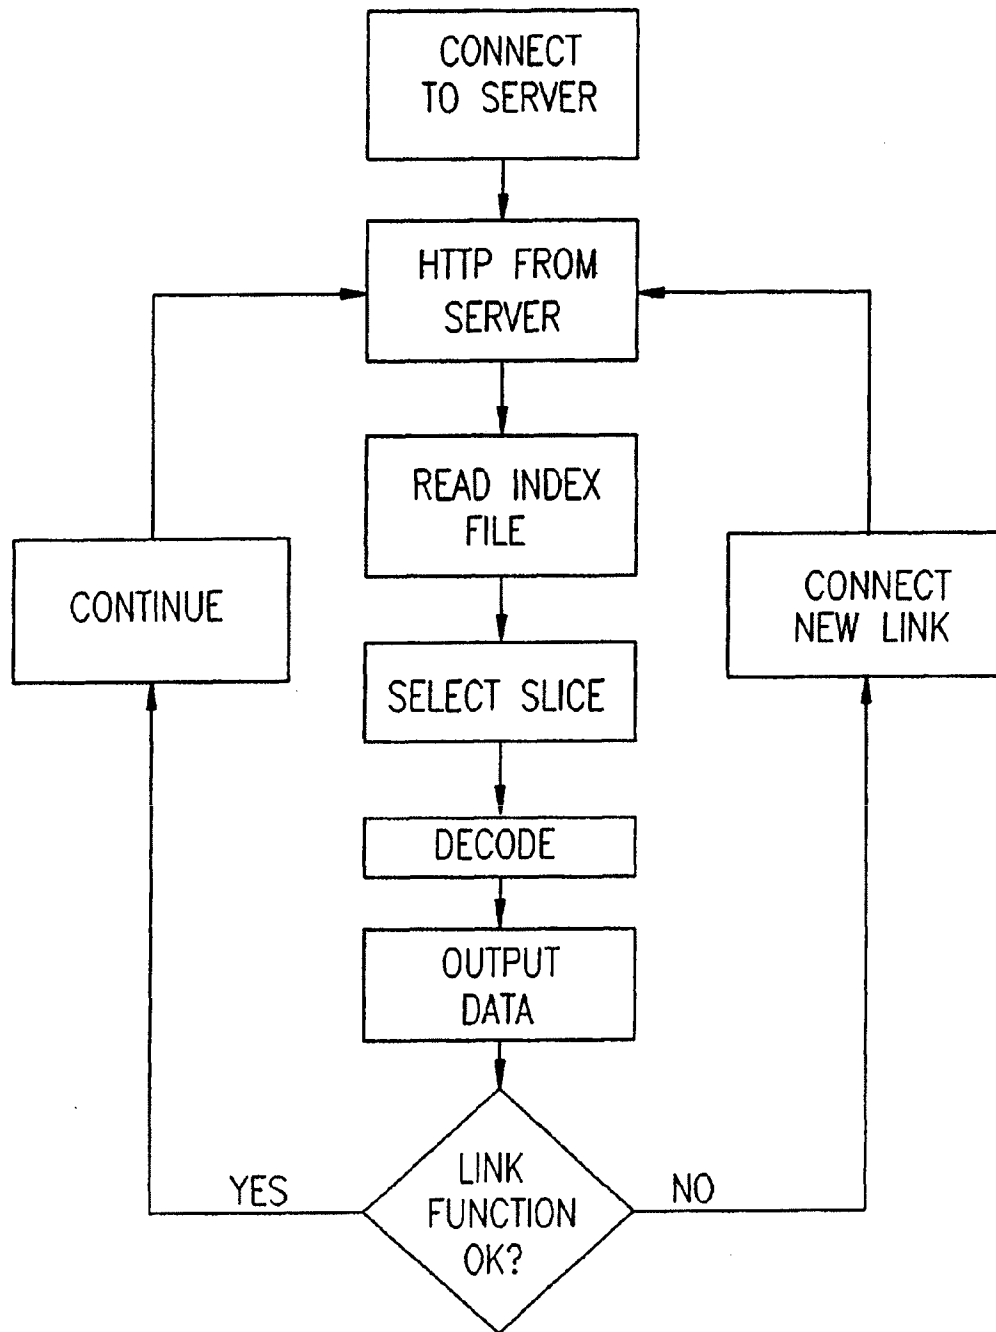 CONNECT
TO SERVER
HTTP FROM
SERVER
READ INDEX
FILE
CONTINUE
CONNECT
NEW LINK
SELECT SLICE
DECODE
OUTPUT
DATA
YES
LINK
FUNCTION
OK?
NO